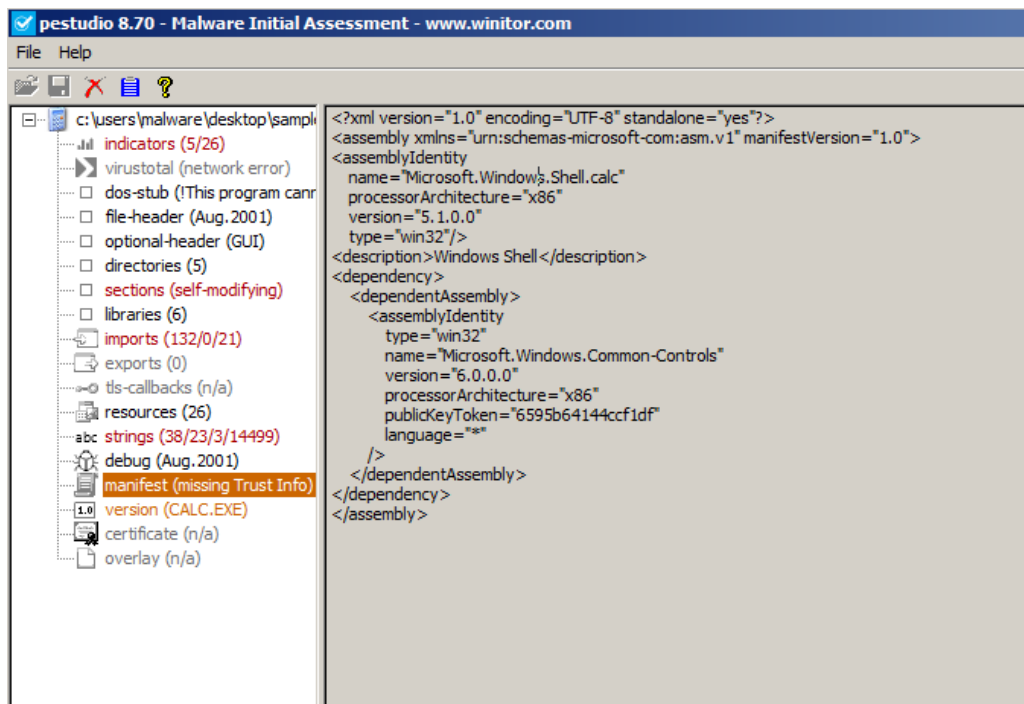 pestudio 8.70 - Malware Initial Assessment - www.winitor.com
File Help
c:\users\malware\desktop\sampl
indicators (5/26)
virustotal (network error)
dos-stub (!This program canr
file-header (Aug.2001)
optional-header (GUI)
directories (5)
sections (self-modifying)
libraries (6)
imports (132/0/21)
exports (0)
tls-callbacks (n/a)
resources (26)
abc strings (38/23/3/14499)
debug (Aug.2001)
manifest (missing Trust Info)
1.0 version (CALC.EXE)
certificate (n/a)
overlay (n/a)
<?xml version="1.0" encoding="UTF-8" standalone="yes"?>
<assembly xmlns="urn:schemas-microsoft-com:asm.v1" manifestVersion="1.0">
<assemblyIdentity
name="Microsoft.Windows.Shell.calc"
processorArchitecture="x86"
version="5.1.0.0"
type="win32"/>
<description>Windows Shell</description>
<dependency>
<dependentAssembly>
<assemblyIdentity
type="win32"
name="Microsoft.Windows.Common-Controls"
version="6.0.0.0"
processorArchitecture="x86"
publicKeyToken="6595b64144ccf1df"
language="*"
/>
</dependentAssembly>
</dependency>
</assembly>